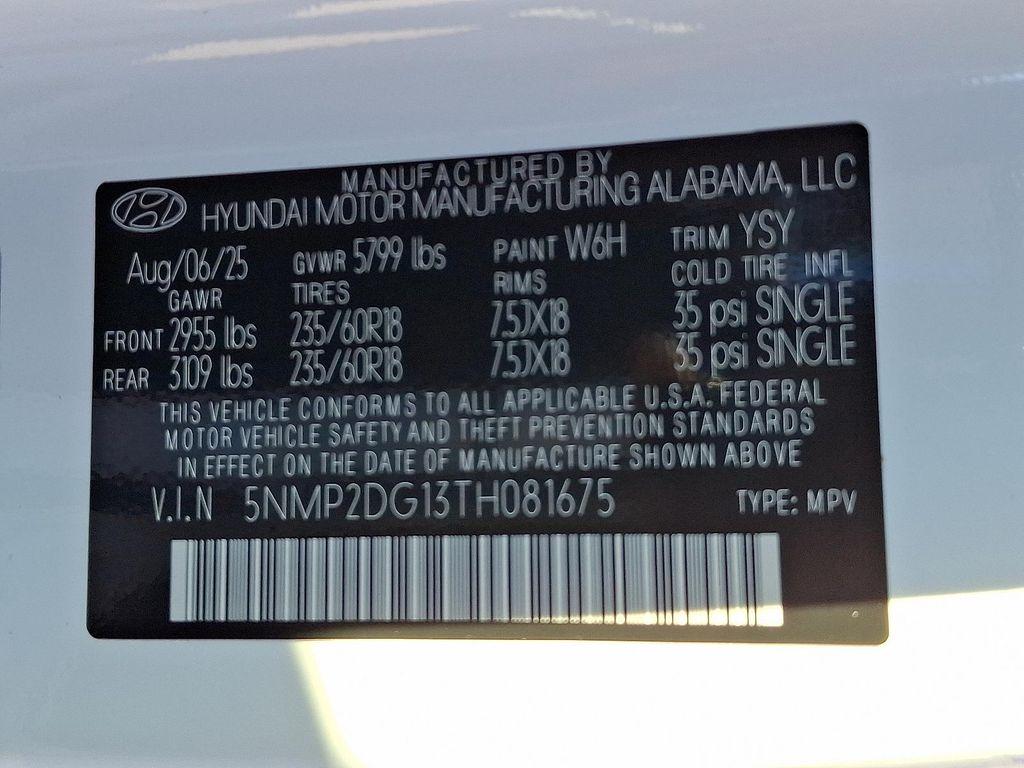 MANUFACTURED BY
HYUNDAI MOTOR MANUFACTURING ALABAMA, LLC
Aug/06/25 GVWR 5799 lbs PAINT W6H TRIM YSY
GAWR TIRES RIMS COLD TIRE INFL
FRONT 2955 lbs 235/60R18 7.5JX18 35 psi SINGLE
REAR 3109 lbs 235/60R18 7.5JX18 35 psi SINGLE
THIS VEHICLE CONFORMS TO ALL APPLICABLE U.S.A. FEDERAL
MOTOR VEHICLE SAFETY AND THEFT PREVENTION STANDARDS
IN EFFECT ON THE DATE OF MANUFACTURE SHOWN ABOVE
V.I.N 5NMP2DG13TH081675 TYPE: MPV